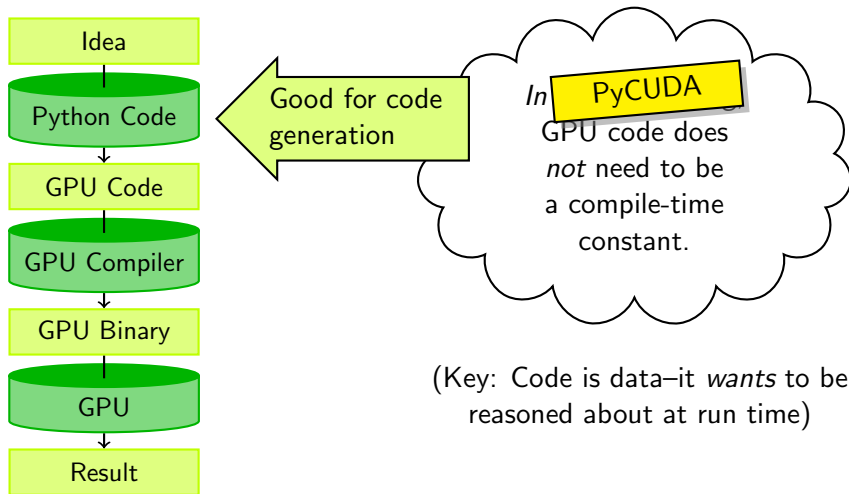 Idea
Python Code
GPU Code
GPU Compiler
GPU Binary
GPU
Result
Good for code
generation
In
PyCUDA
GPU code does
not need to be
a compile-time
constant.
(Key: Code is data–it wants to be
reasoned about at run time)